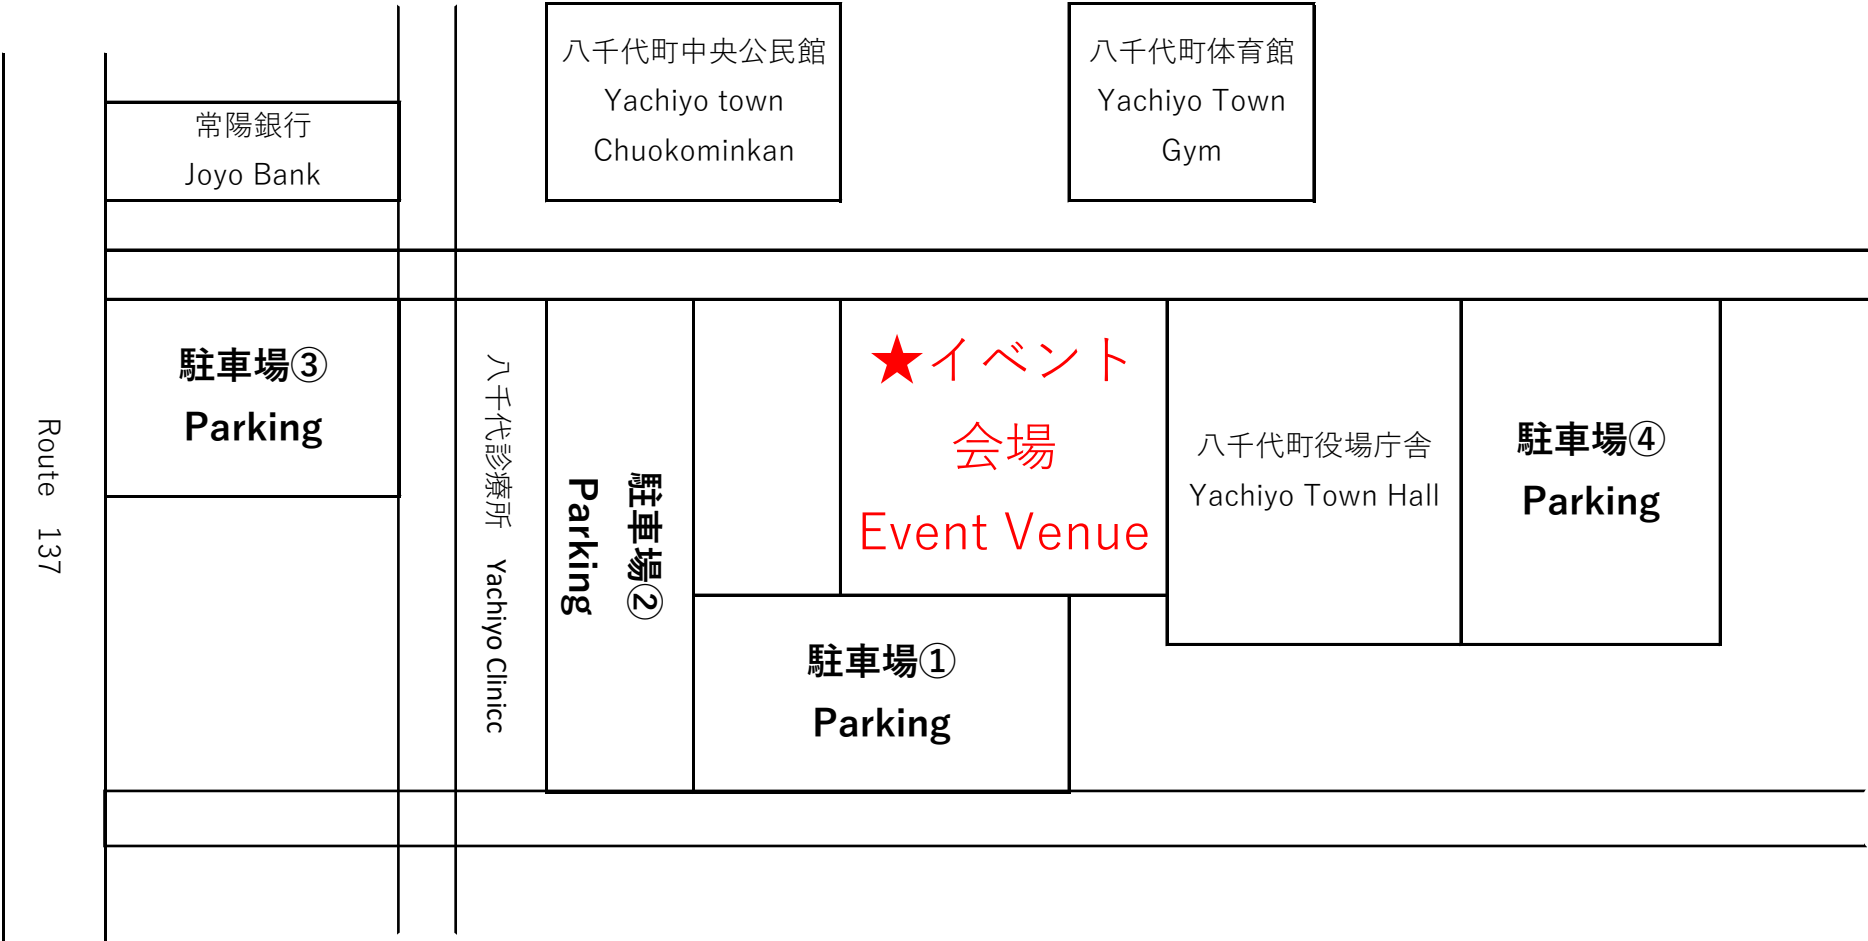 八千代町中央公民館
Yachiyo town
Chuokominkan
八千代町体育館
Yachiyo Town
Gym
常陽銀行
Joyo Bank
駐車場③
Parking
Route 137
八千代診療所 Yachiyo Clinicc
駐車場②
Parking
★イベント
会場
Event Venue
八千代町役場庁舎
Yachiyo Town Hall
駐車場④
Parking
駐車場①
Parking